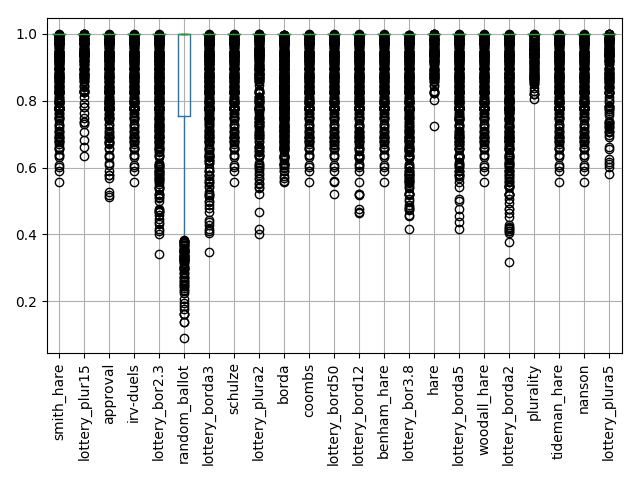 1.0
0.8
0.6
0.4
0.2
smith_hare
lottery_plur15
approval
irv-duels
lottery_bor2.3
random_ballot
lottery_borda3
schulze
lottery_plura2
borda
coombs
lottery_bord50
lottery_bord12
benham_hare
lottery_bor3.8
hare
lottery_borda5
woodall_hare
lottery_borda2
plurality
tideman_hare
nanson
lottery_plura5